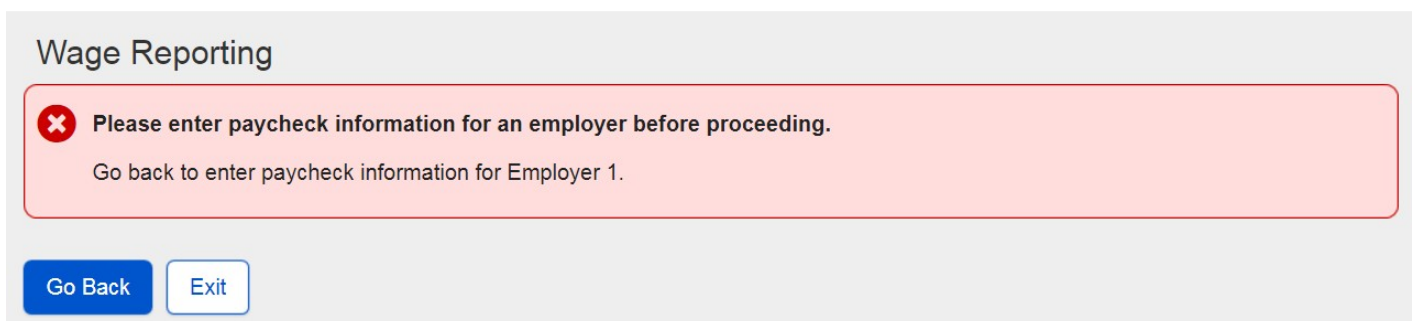 Wage Reporting
Please enter paycheck information for an employer before proceeding.
Go back to enter paycheck information for Employer 1.
Go Back Exit